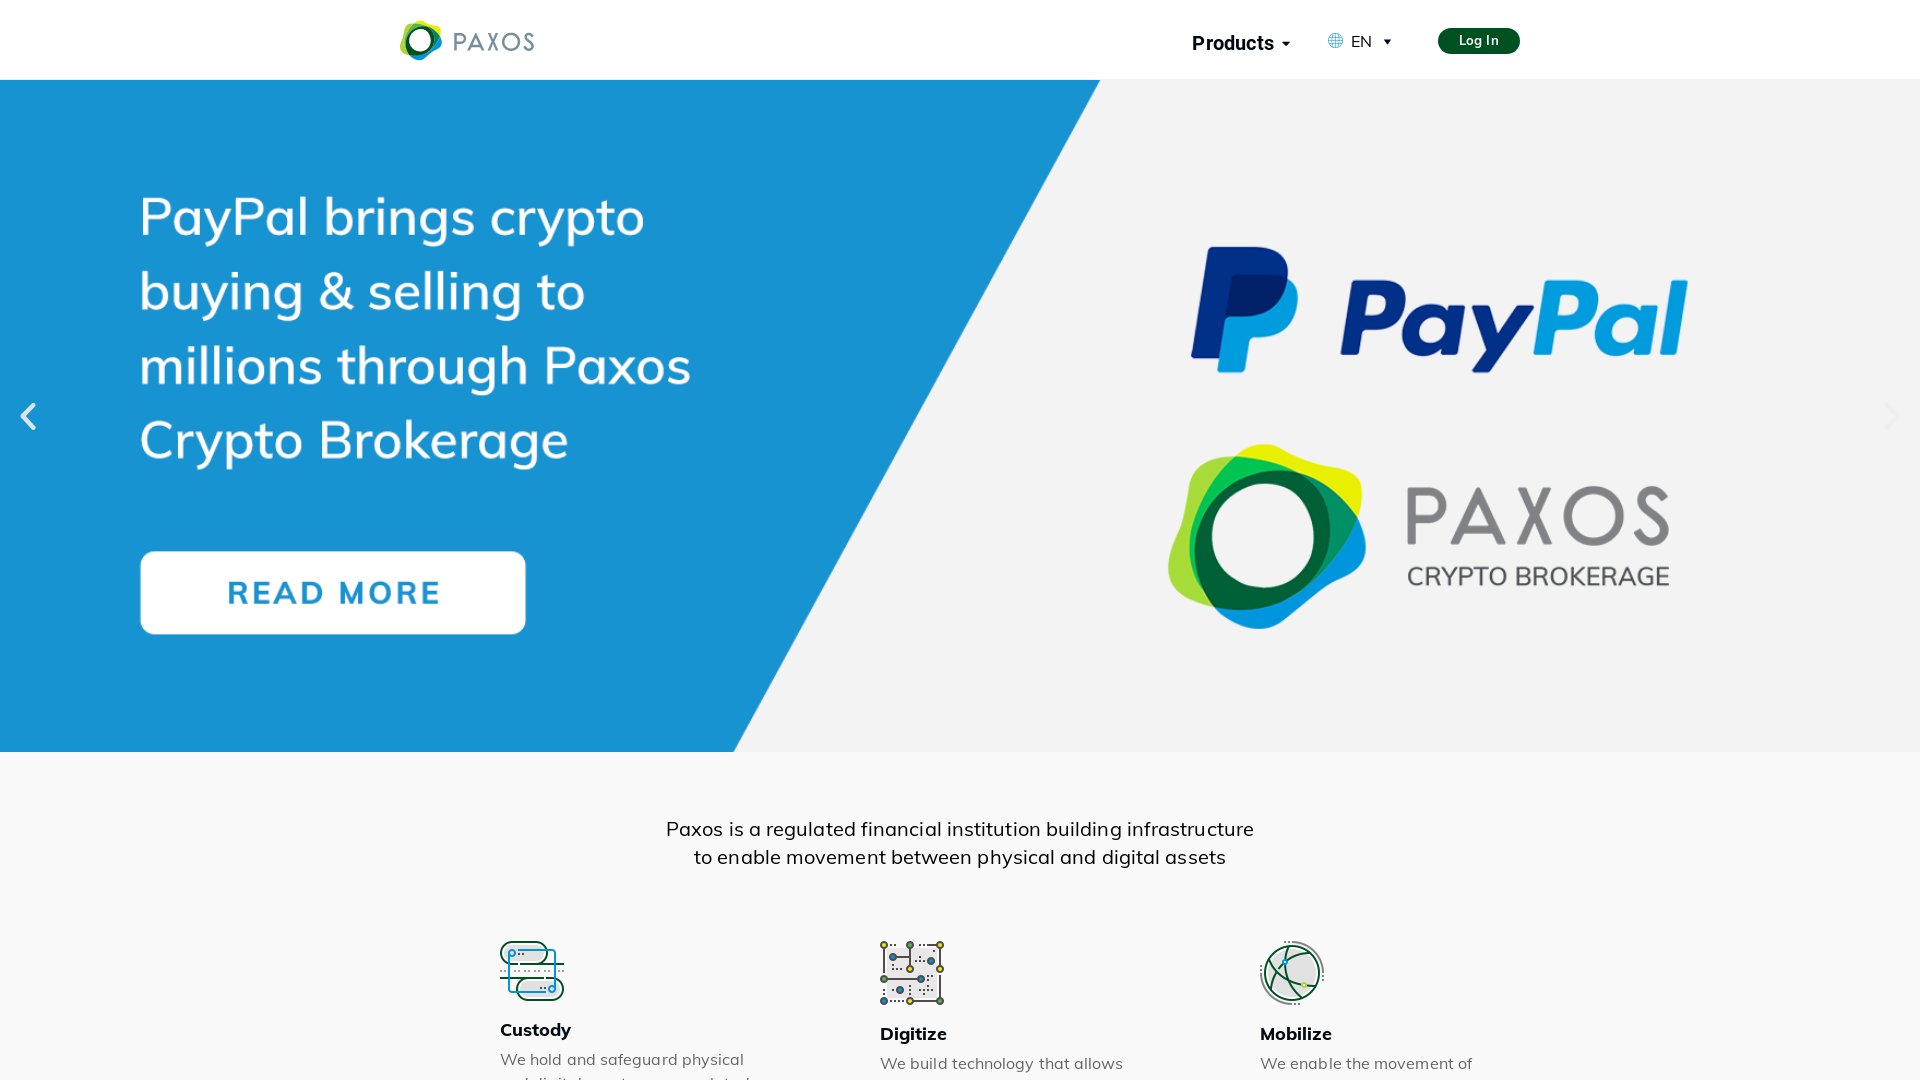 PAXOS
Products
EN
Log In
PayPal brings crypto
buying & selling to
millions through Paxos
Crypto Brokerage
READ MORE
PayPal
PAXOS
CRYPTO BROKERAGE
Paxos is a regulated financial institution building infrastructure
to enable movement between physical and digital assets
Custody
We hold and safeguard physical
Digitize
We build technology that allows
Mobilize
We enable the movement of